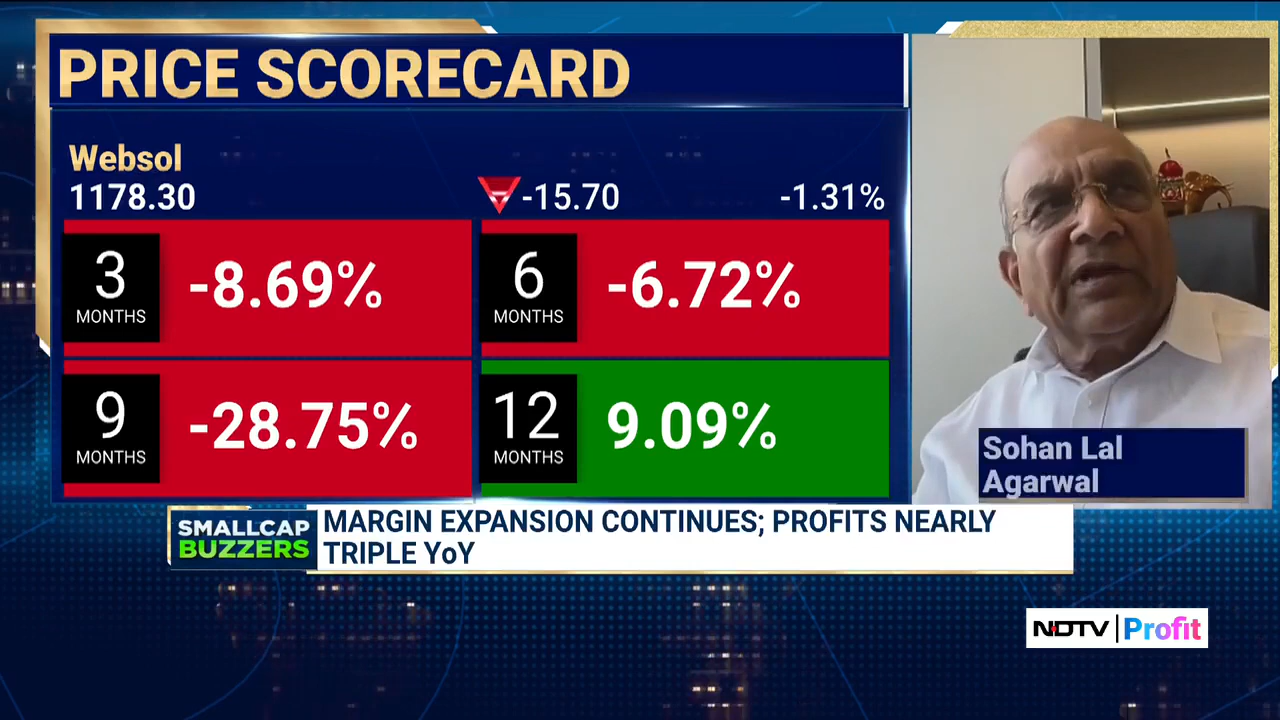 PRICE SCORECARD
Websol
1178.30 -15.70 -1.31%
3 MONTHS -8.69%
6 MONTHS -6.72%
9 MONTHS -28.75%
12 MONTHS 9.09%
Sohan Lal
Agarwal
SMALLCAP
BUZZERS
MARGIN EXPANSION CONTINUES; PROFITS NEARLY
TRIPLE YoY
NDTV Profit